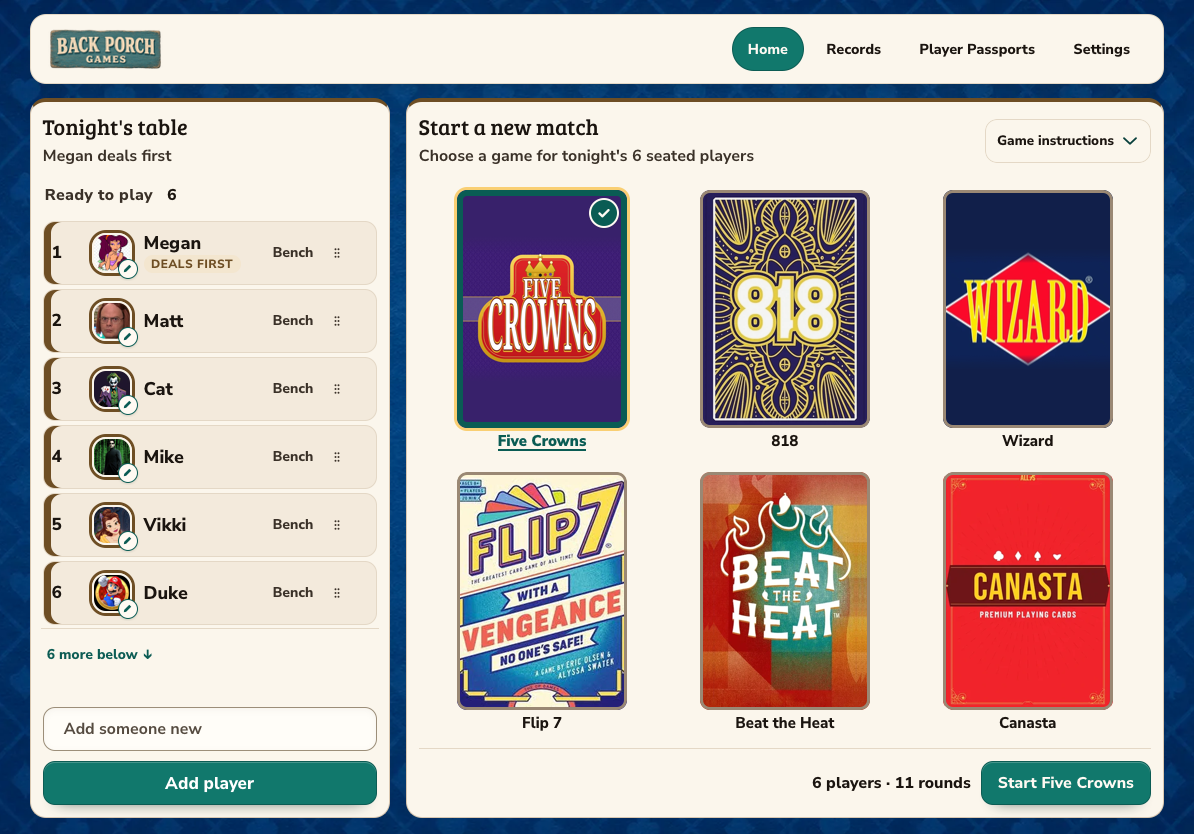 BACK PORCH
GAMES
Home
Records
Player Passports
Settings
Tonight's table
Megan deals first
Ready to play 6
1
Megan
DEALS FIRST
Bench
2
Matt
Bench
3
Cat
Bench
4
Mike
Bench
5
Vikki
Bench
6
Duke
Bench
6 more below ↓
Add someone new
Add player
Start a new match
Choose a game for tonight's 6 seated players
Game instructions
FIVE
CROWNS
Five Crowns
818
818
WIZARD®
Wizard
FLIP 7
THE GREATEST CARD GAME OF ALL TIME!
WITH A
VENGEANCE
NO ONE'S SAFE!
A GAME BY ERIC OLSEN &
ALYSSA SWATEK
Flip 7
BEAT
THE
HEAT™
Beat the Heat
CANASTA
PREMIUM PLAYING CARDS
Canasta
6 players · 11 rounds
Start Five Crowns